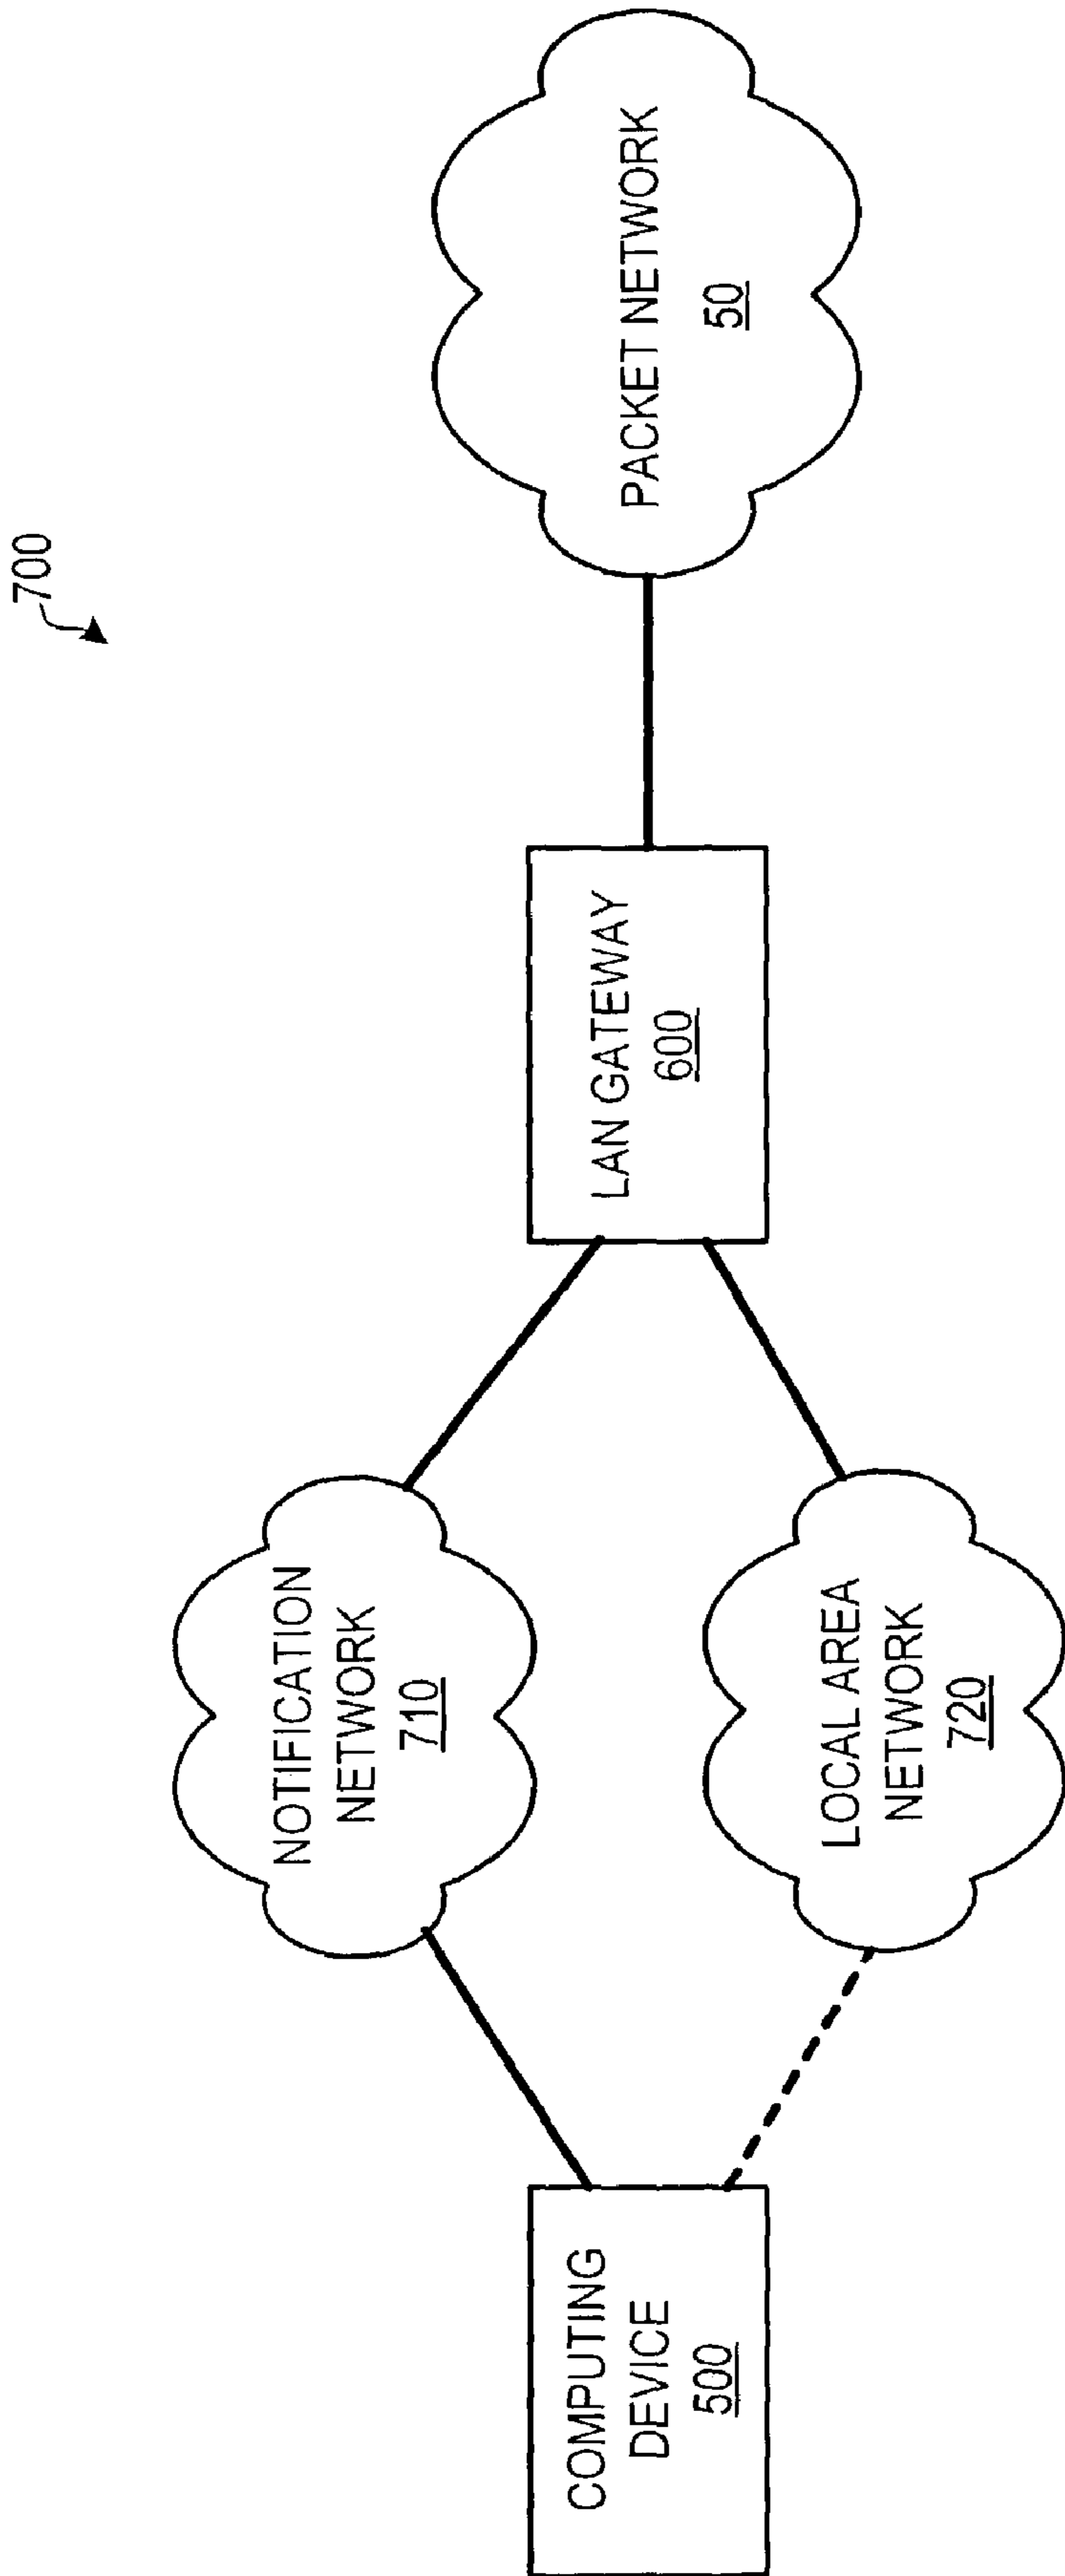 700
NOTIFICATION
NETWORK
710
COMPUTING
DEVICE
500
LAN GATEWAY
600
PACKET NETWORK
50
LOCAL AREA
NETWORK
720